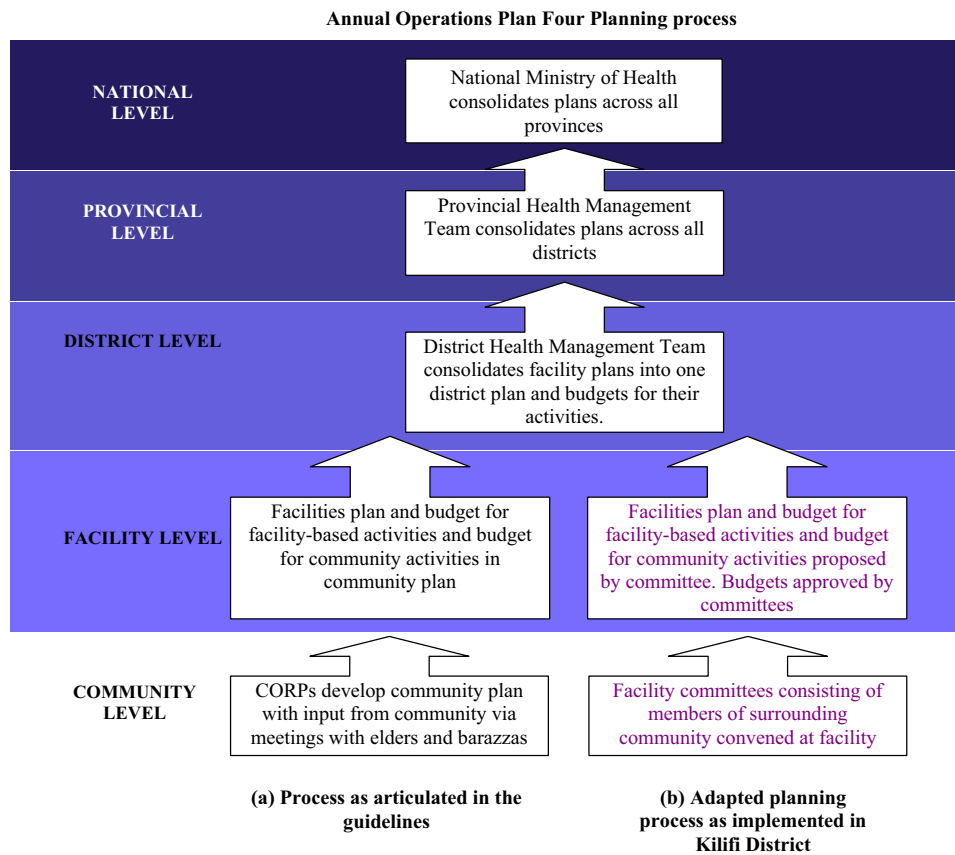 Annual Operations Plan Four Planning process
NATIONAL
LEVEL
National Ministry of Health
consolidates plans across all
provinces
PROVINCIAL
LEVEL
Provincial Health Management
Team consolidates plans across all
districts
DISTRICT LEVEL
District Health Management Team
consolidates facility plans into one
district plan and budgets for their
activities.
FACILITY LEVEL
Facilities plan and budget for
facility-based activities and budget
for community activities in
community plan
Facilities plan and budget for
facility-based activities and budget
for community activities proposed
by committee. Budgets approved by
committees
COMMUNITY
LEVEL
CORPs develop community plan
with input from community via
meetings with elders and barazzas
Facility committees consisting of
members of surrounding
community convened at facility
(a) Process as articulated in the
guidelines
(b) Adapted planning
process as implemented in
Kilifi District